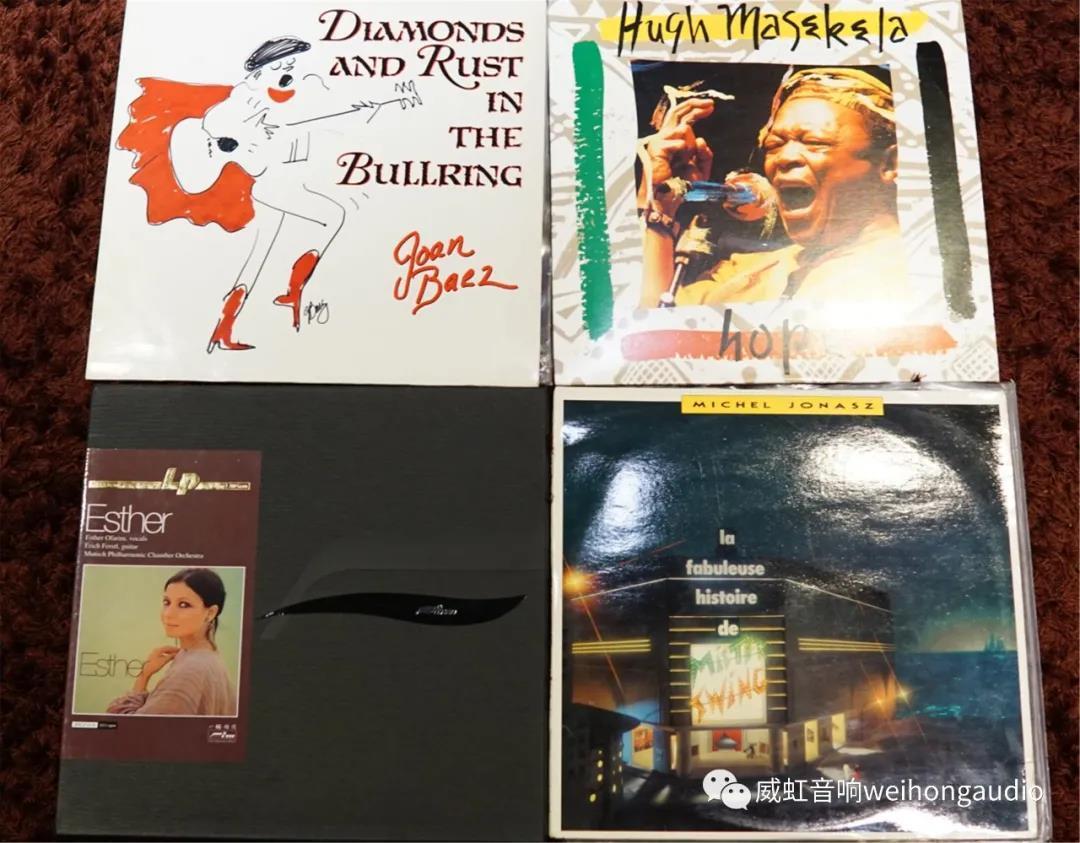 DIAMONDS
AND RUST
IN
THE
BULLRING
Joan
Baez
Hugh Masekela
hop
LP
Esther
Esther Ofarim, vocals
Erich Ferstl, guitar
Munich Philharmonic Chamber Orchestra
Esther
MICHEL JONASZ
la
fabuleuse
histoire
de
MISTER
SWING
威虹音响weihongaudio